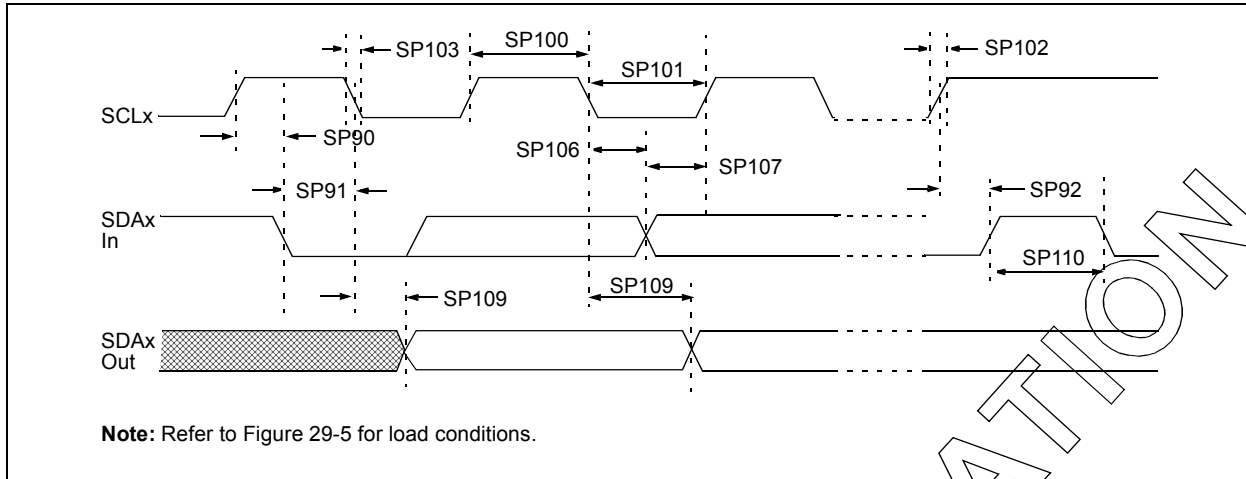 SP103
SP100
SP102
SP101
SCLx
SP90
SP106
SP107
SP91
SP92
SDAx
In
SP110
SP109
SP109
SDAx
Out
Note: Refer to Figure 29-5 for load conditions.
ATION